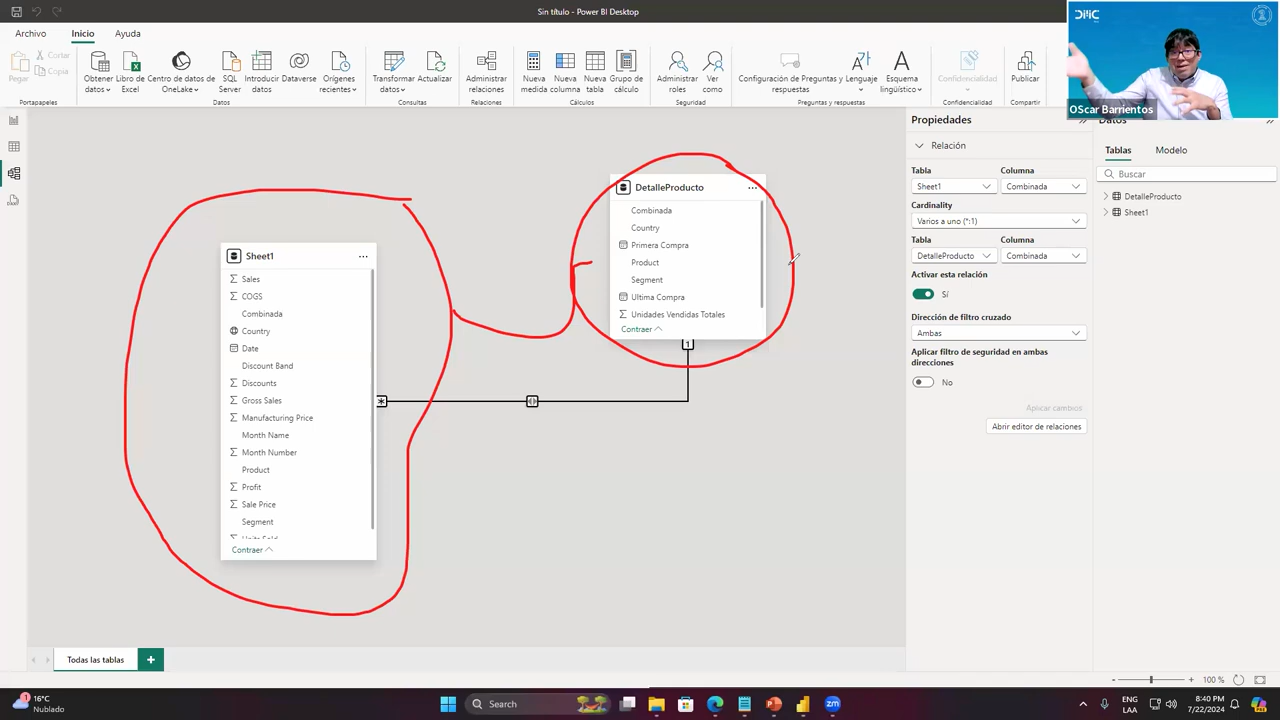 Sin título - Power BI Desktop
Archivo
Inicio
Ayuda
Pegar
Cortar
Copia
Portapapeles
Obtener datos
Libro de Excel
Centro de datos de OneLake
SQL Server
Introducir datos
Dataverse
Orígenes recientes
Datos
Transformar datos
Actualizar
Consultas
Administrar relaciones
Relaciones
Nueva medida
Nueva columna
Nueva tabla
Grupo de cálculo
Cálculos
Administrar roles
Ver como
Seguridad
Configuración de Preguntas y respuestas
Lenguaje
Esquema lingüístico
Preguntas y respuestas
Confidencialidad
Confidencialidad
Publicar
Compartir
DMC
OScar Barrientos
Sheet1
Sales
COGS
Combinada
Country
Date
Discount Band
Discounts
Gross Sales
Manufacturing Price
Month Name
Month Number
Product
Profit
Sale Price
Segment
Contraer
DetalleProducto
Combinada
Country
Primera Compra
Product
Segment
Ultima Compra
Unidades Vendidas Totales
Contraer
1
*
Propiedades
Relación
Tabla
Columna
Sheet1
Combinada
Cardinality
Varios a uno (*:1)
Tabla
Columna
DetalleProducto
Combinada
Activar esta relación
Sí
Dirección de filtro cruzado
Ambas
Aplicar filtro de seguridad en ambas
direcciones
No
Aplicar cambios
Abrir editor de relaciones
Datos
Tablas
Modelo
Buscar
DetalleProducto
Sheet1
Todas las tablas
+
- + 100 %
1
16°C
Nublado
Search
zm
ENG
LAA
8:40 PM
7/22/2024